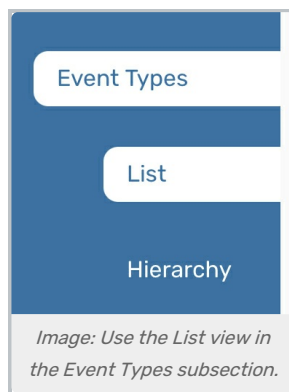 Event Types
List
Hierarchy
Image: Use the List view in
the Event Types subsection.